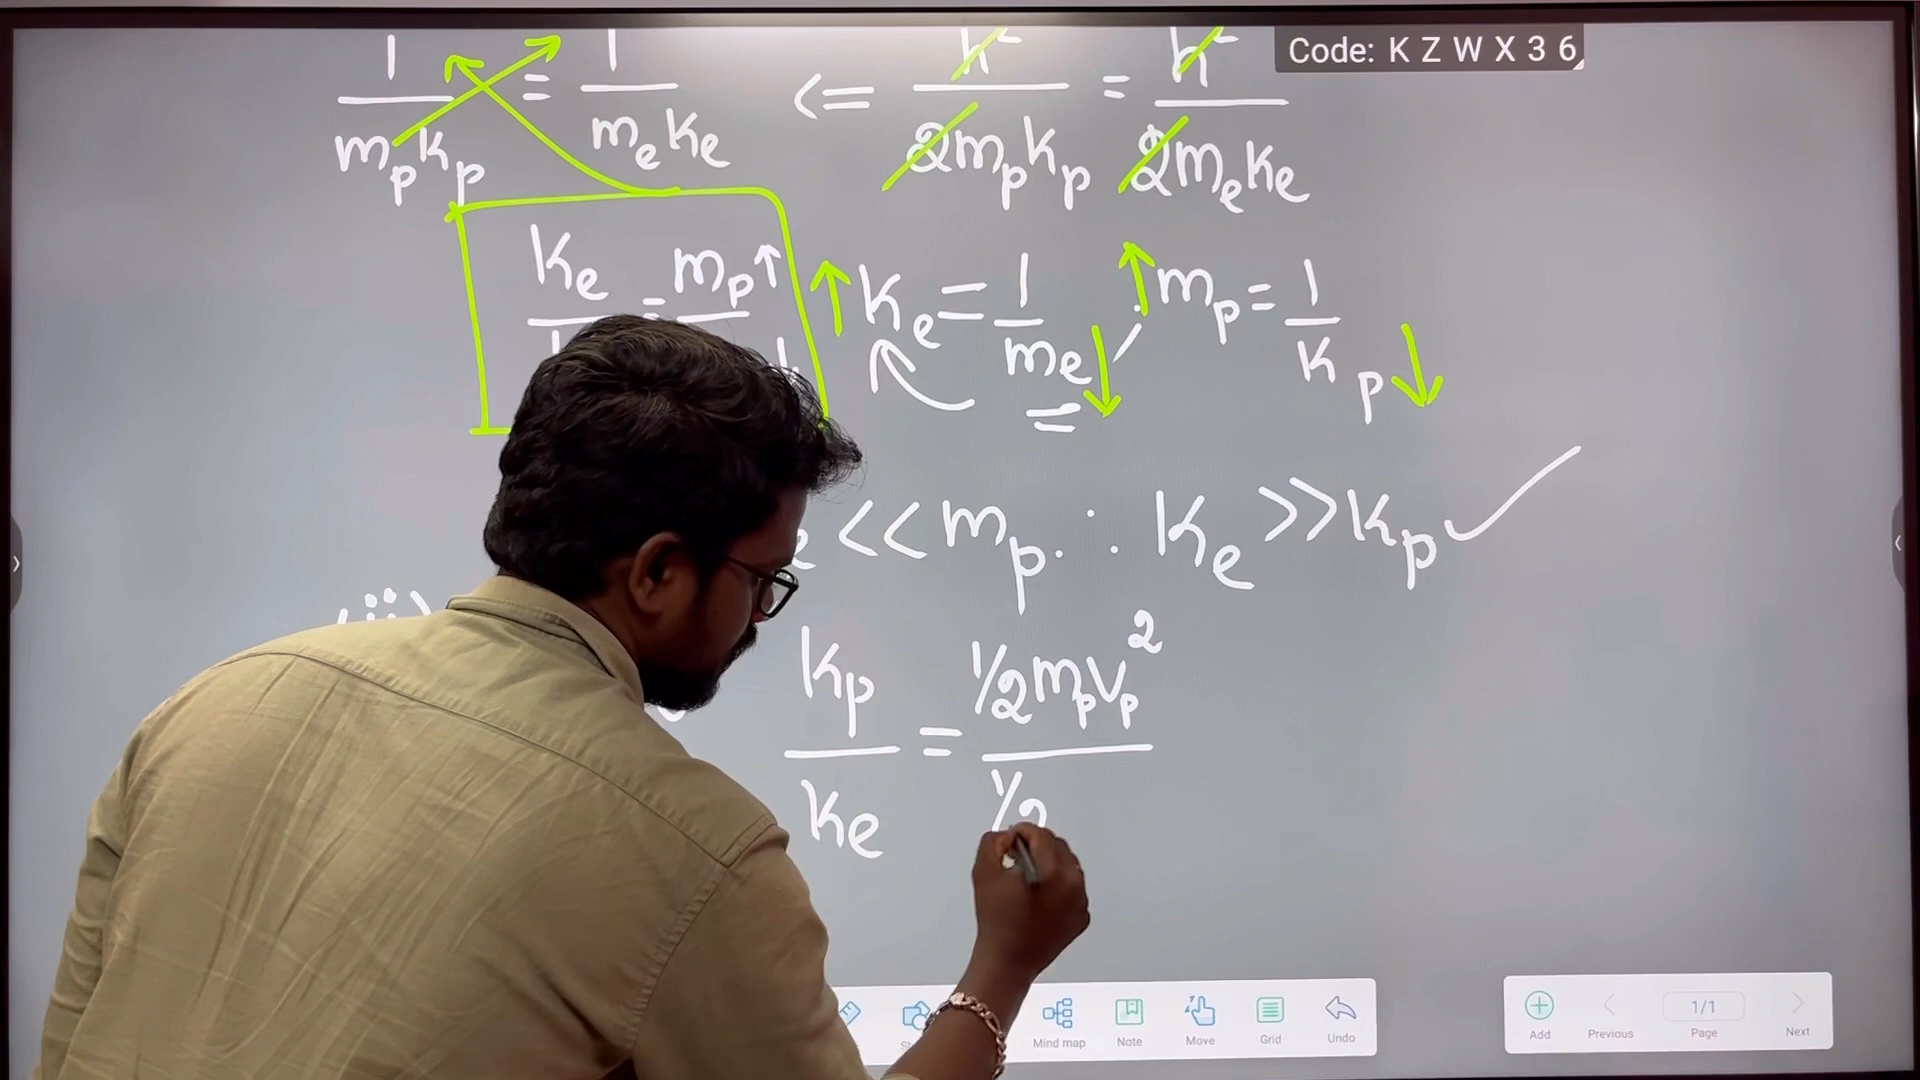 Code: K Z W X 3 6
1/(m_p k_p) = 1/(m_e k_e) <= h²/(2m_p k_p) = h²/(2m_e k_e)
k_e = m_p↑ ↑k_e = 1/m_e↓ ↑m_p = 1/k_p↓
e << m_p. ∴ k_e >> k_p ✓
(ii)
k_p/k_e = ½m_p v_p²/½
Mind map Note Move Grid Undo
Add Previous 1/1 Page Next